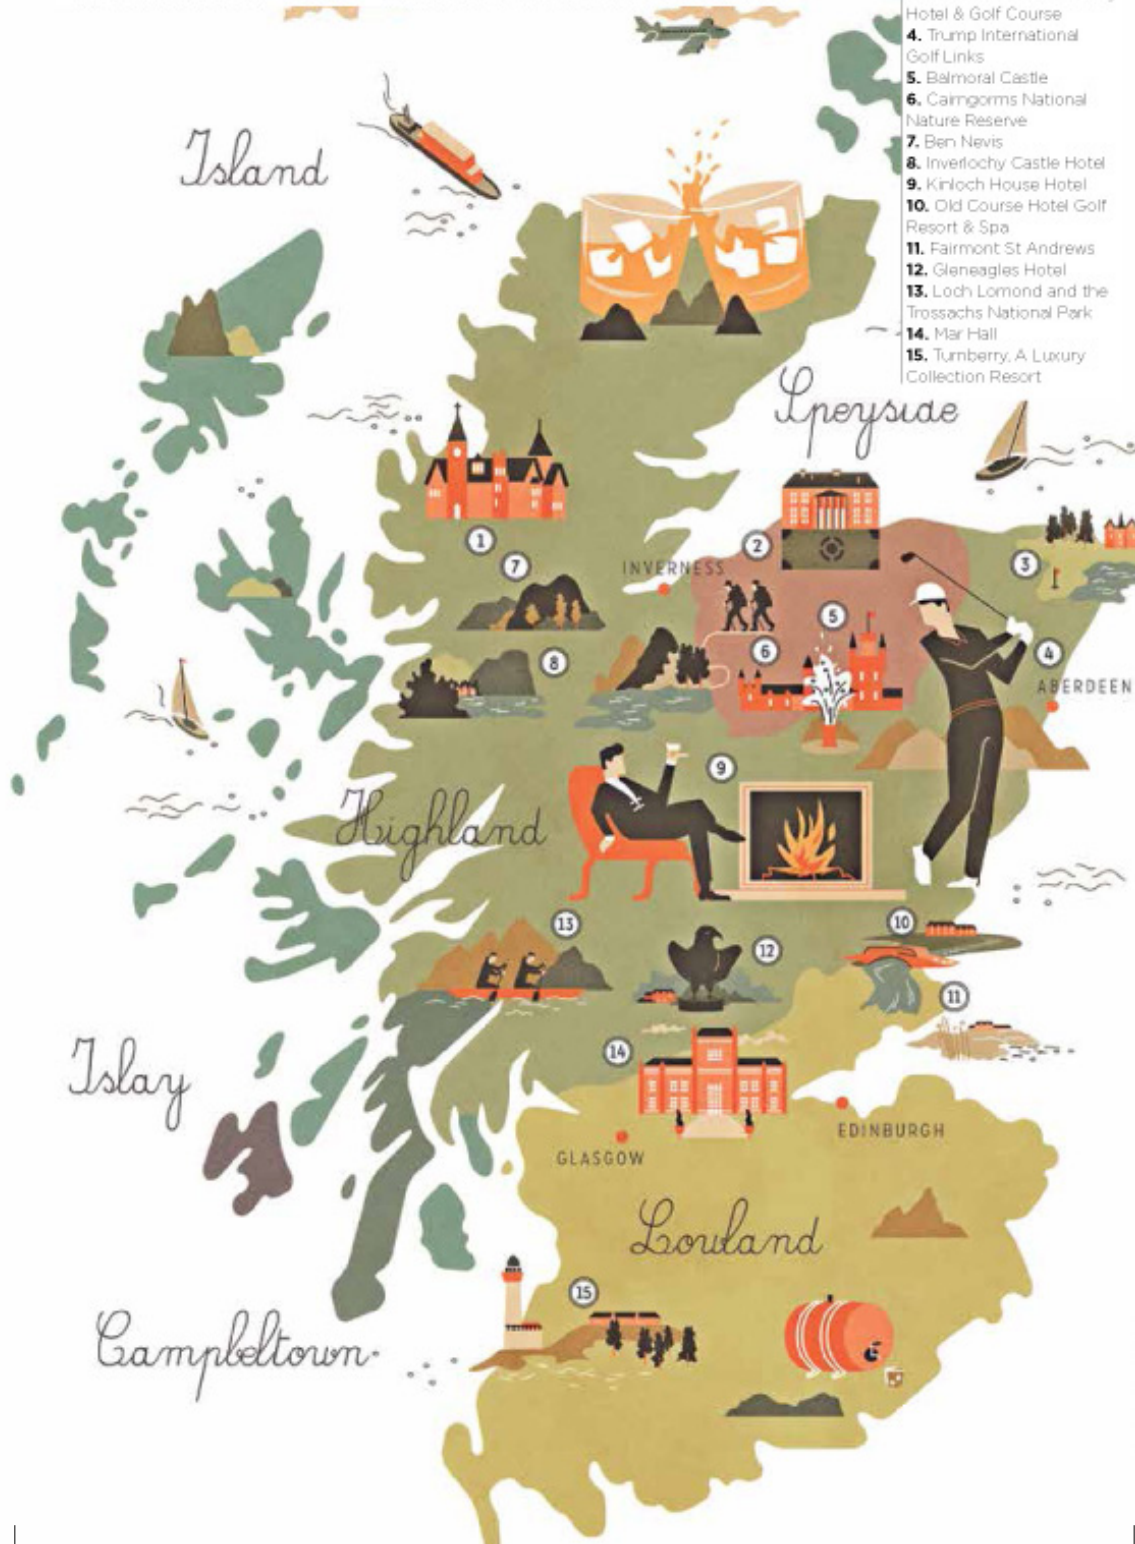 Hotel & Golf Course
4. Trump International
Golf Links
5. Balmoral Castle
6. Cairngorms National
Nature Reserve
7. Ben Nevis
8. Inverlochy Castle Hotel
9. Kinloch House Hotel
10. Old Course Hotel Golf
Resort & Spa
11. Fairmont St Andrews
12. Gleneagles Hotel
13. Loch Lomond and the
Trossachs National Park
14. Mar Hall
15. Turnberry, A Luxury
Collection Resort
Island
Speyside
1
2
3
7
INVERNESS
5
6
4
8
ABERDEEN
9
Highland
10
13
12
11
14
Islay
EDINBURGH
GLASGOW
Lowland
15
Campbeltown